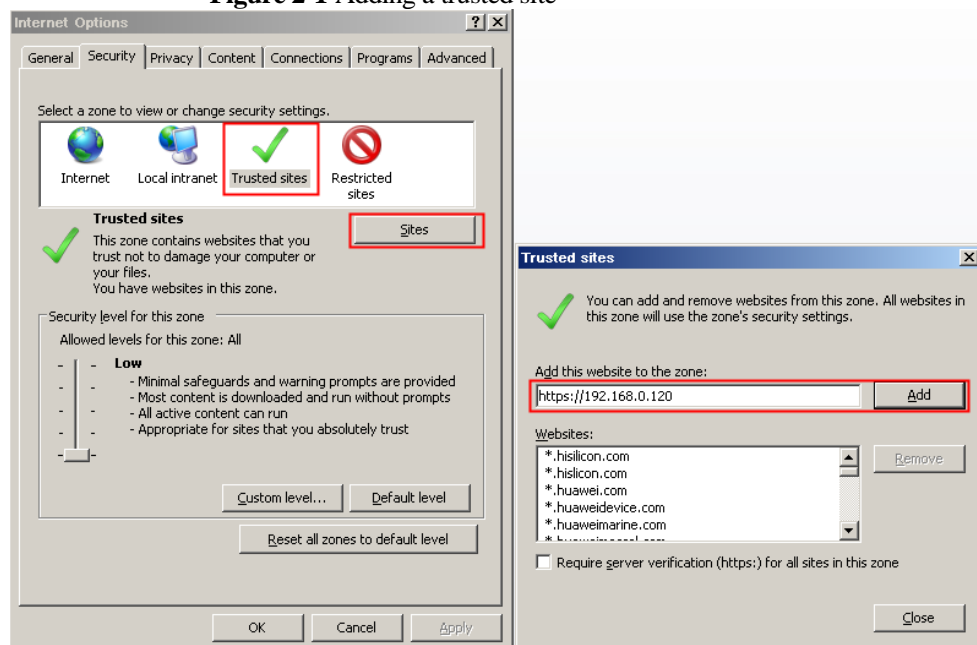 Figure 2-1 Adding a trusted site
Internet Options
General Security Privacy Content Connections Programs Advanced
Select a zone to view or change security settings.
Internet Local intranet Trusted sites Restricted
sites
Trusted sites
Sites
This zone contains websites that you
trust not to damage your computer or
your files.
You have websites in this zone.
Security level for this zone
Allowed levels for this zone: All
Low
- Minimal safeguards and warning prompts are provided
- Most content is downloaded and run without prompts
- All active content can run
- Appropriate for sites that you absolutely trust
Custom level... Default level
Reset all zones to default level
OK Cancel Apply
Trusted sites
You can add and remove websites from this zone. All websites in
this zone will use the zone's security settings.
Add this website to the zone:
https://192.168.0.120 Add
Websites:
*.hisilicon.com
*.hislicon.com
*.huawei.com
*.huaweidevice.com
*.huaweimarine.com
Remove
Require server verification (https:) for all sites in this zone
Close